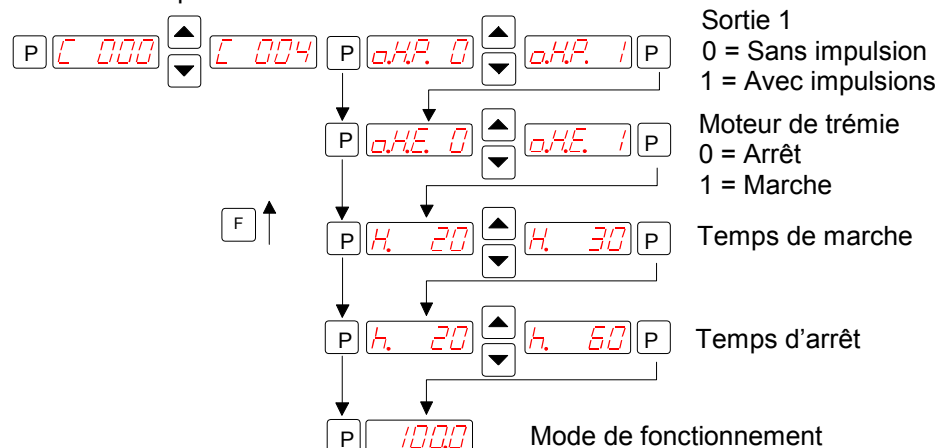 P C 000 C 004 P o.H.P. 0 o.H.P. 1 P
Sortie 1
0 = Sans impulsion
1 = Avec impulsions
P o.H.E. 0 o.H.E. 1 P
Moteur de trémie
0 = Arrêt
1 = Marche
F
P H. 20 H. 30 P Temps de marche
P h. 20 h. 60 P Temps d’arrêt
P 100.0 Mode de fonctionnement